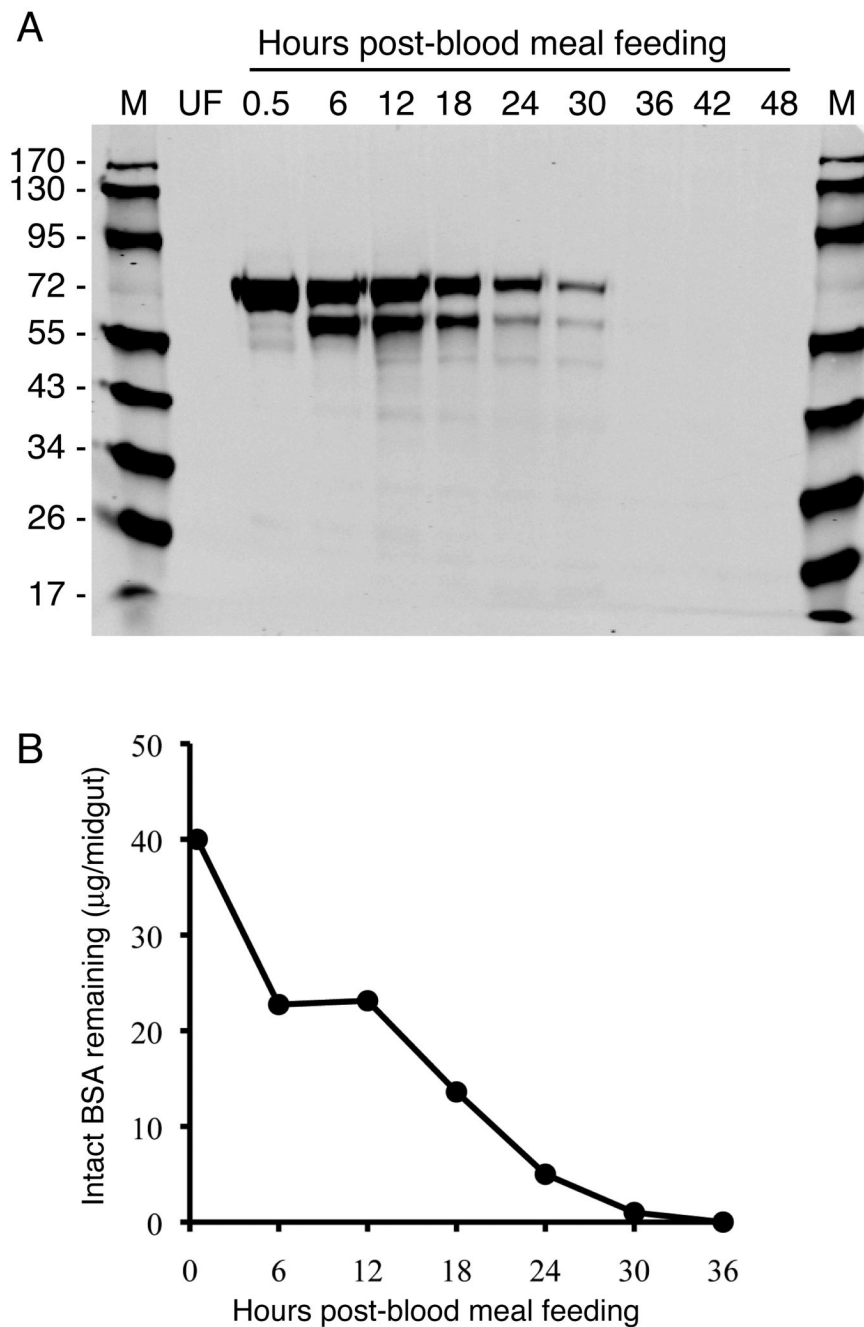 A
Hours post-blood meal feeding
M UF 0.5 6 12 18 24 30 36 42 48 M
170 -
130 -
95 -
72 -
55 -
43 -
34 -
26 -
17 -
B
50
40
30
20
10
0
Intact BSA remaining (µg/midgut)
0 6 12 18 24 30 36
Hours post-blood meal feeding